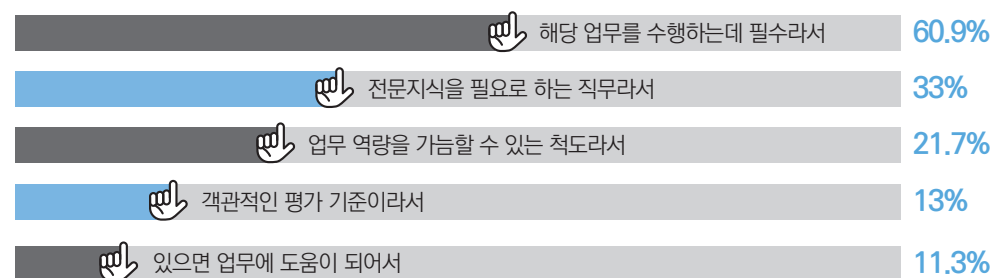 해당 업무를 수행하는데 필수라서 60.9%
전문지식을 필요로 하는 직무라서 33%
업무 역량을 가늠할 수 있는 척도라서 21.7%
객관적인 평가 기준이라서 13%
있으면 업무에 도움이 되어서 11.3%